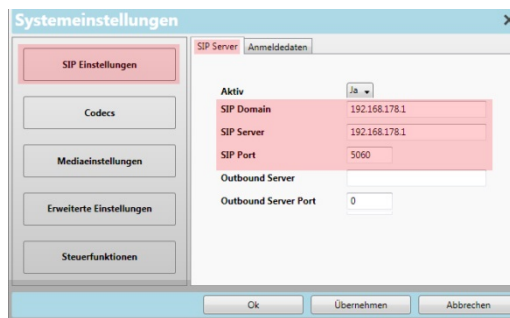 Systemeinstellungen
SIP Einstellungen
Codecs
Mediaeinstellungen
Erweiterte Einstellungen
Steuerfunktionen
SIP Server Anmeldedaten
Aktiv Ja
SIP Domain 192.168.178.1
SIP Server 192.168.178.1
SIP Port 5060
Outbound Server
Outbound Server Port 0
Ok Übernehmen Abbrechen